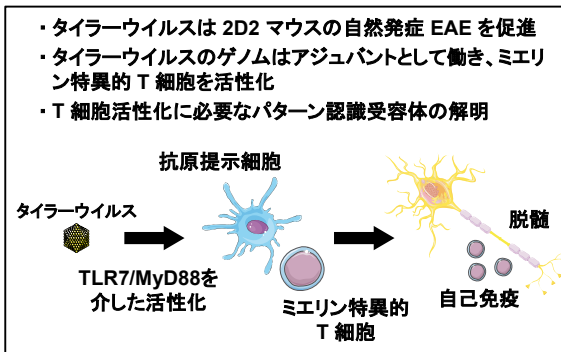 ・タイラーウイルスは 2D2 マウスの自然発症 EAE を促進
・タイラーウイルスのゲノムはアジュバントとして働き、ミエリ
ン特異的 T 細胞を活性化
・T 細胞活性化に必要なパターン認識受容体の解明
抗原提示細胞
タイラーウイルス
TLR7/MyD88を
介した活性化
ミエリン特異的
T 細胞
脱髄
自己免疫